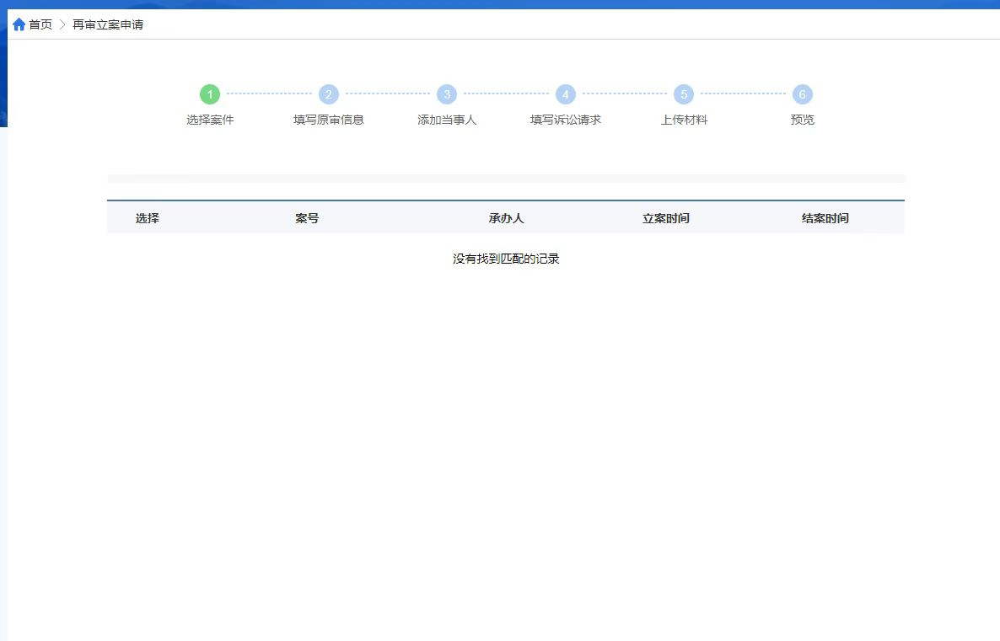 首页 > 再审立案申请
1 2 3 4 5 6
选择案件 填写原审信息 添加当事人 填写诉讼请求 上传材料 预览
选择 案号 承办人 立案时间 结案时间
没有找到匹配的记录